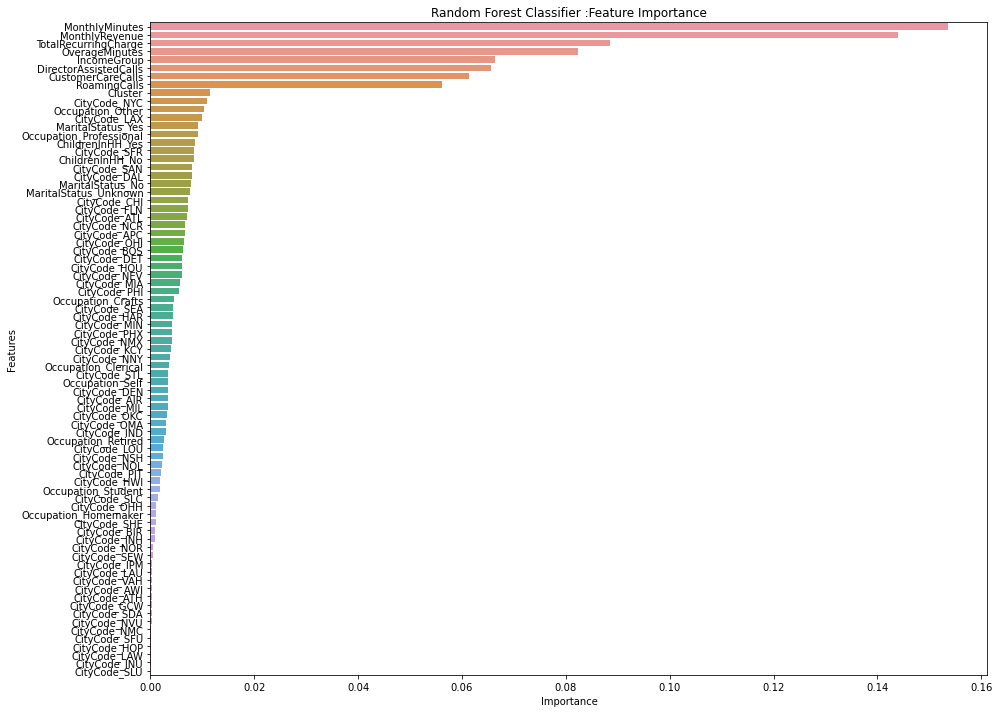 Random Forest Classifier :Feature Importance
MonthlyMinutes
MonthlyRevenue
TotalRecurringCharge
OverageMinutes
IncomeGroup
DirectorAssistedCalls
CustomerCareCalls
RoamingCalls
Cluster
CityCode_NYC
Occupation_Other
CityCode_LAX
MaritalStatus_Yes
Occupation_Professional
ChildrenInHH_Yes
CityCode_SFR
ChildrenInHH_No
CityCode_SAN
CityCode_DAL
MaritalStatus_No
MaritalStatus_Unknown
CityCode_CHI
CityCode_FLN
CityCode_ATL
CityCode_NCR
CityCode_APC
CityCode_OHI
CityCode_BOS
CityCode_DET
CityCode_HOU
CityCode_NEV
CityCode_MIA
CityCode_PHI
Occupation_Crafts
CityCode_SEA
CityCode_HAR
CityCode_MIN
CityCode_PHX
CityCode_NMX
CityCode_KCY
CityCode_NNY
Occupation_Clerical
CityCode_STL
Occupation_Self
CityCode_DEN
CityCode_AIR
CityCode_MIL
CityCode_OKC
CityCode_OMA
CityCode_IND
Occupation_Retired
CityCode_LOU
CityCode_NSH
CityCode_NOL
CityCode_PIT
CityCode_HWI
Occupation_Student
CityCode_SLC
CityCode_OHH
Occupation_Homemaker
CityCode_SHE
CityCode_BIR
CityCode_INH
CityCode_NOR
CityCode_SEW
CityCode_IPM
CityCode_LAU
CityCode_VAH
CityCode_AWI
CityCode_ATH
CityCode_GCW
CityCode_SDA
CityCode_NVU
CityCode_NMC
CityCode_SFU
CityCode_HOP
CityCode_LAW
CityCode_INU
CityCode_SLU
Features
0.00 0.02 0.04 0.06 0.08 0.10 0.12 0.14 0.16
Importance